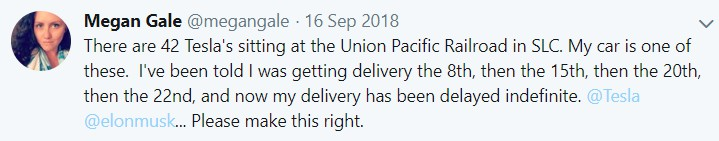 Megan Gale @megangale · 16 Sep 2018
There are 42 Tesla's sitting at the Union Pacific Railroad in SLC. My car is one of
these.  I've been told I was getting delivery the 8th, then the 15th, then the 20th,
then the 22nd, and now my delivery has been delayed indefinite. @Tesla
@elonmusk... Please make this right.